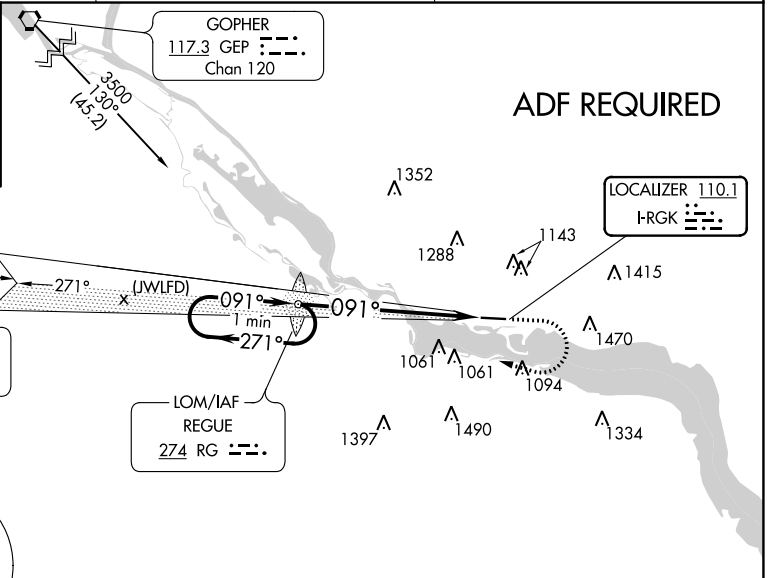 GOPHER
117.3 GEP
Chan 120
3500
130°
(45.2)
ADF REQUIRED
1352
LOCALIZER 110.1
I-RGK
1288
1143
1415
271°
(JWLFD)
x
091°
1 min
271°
091°
1470
1061
1061
1094
LOM/IAF
REGUE
274 RG
1397
1490
1334